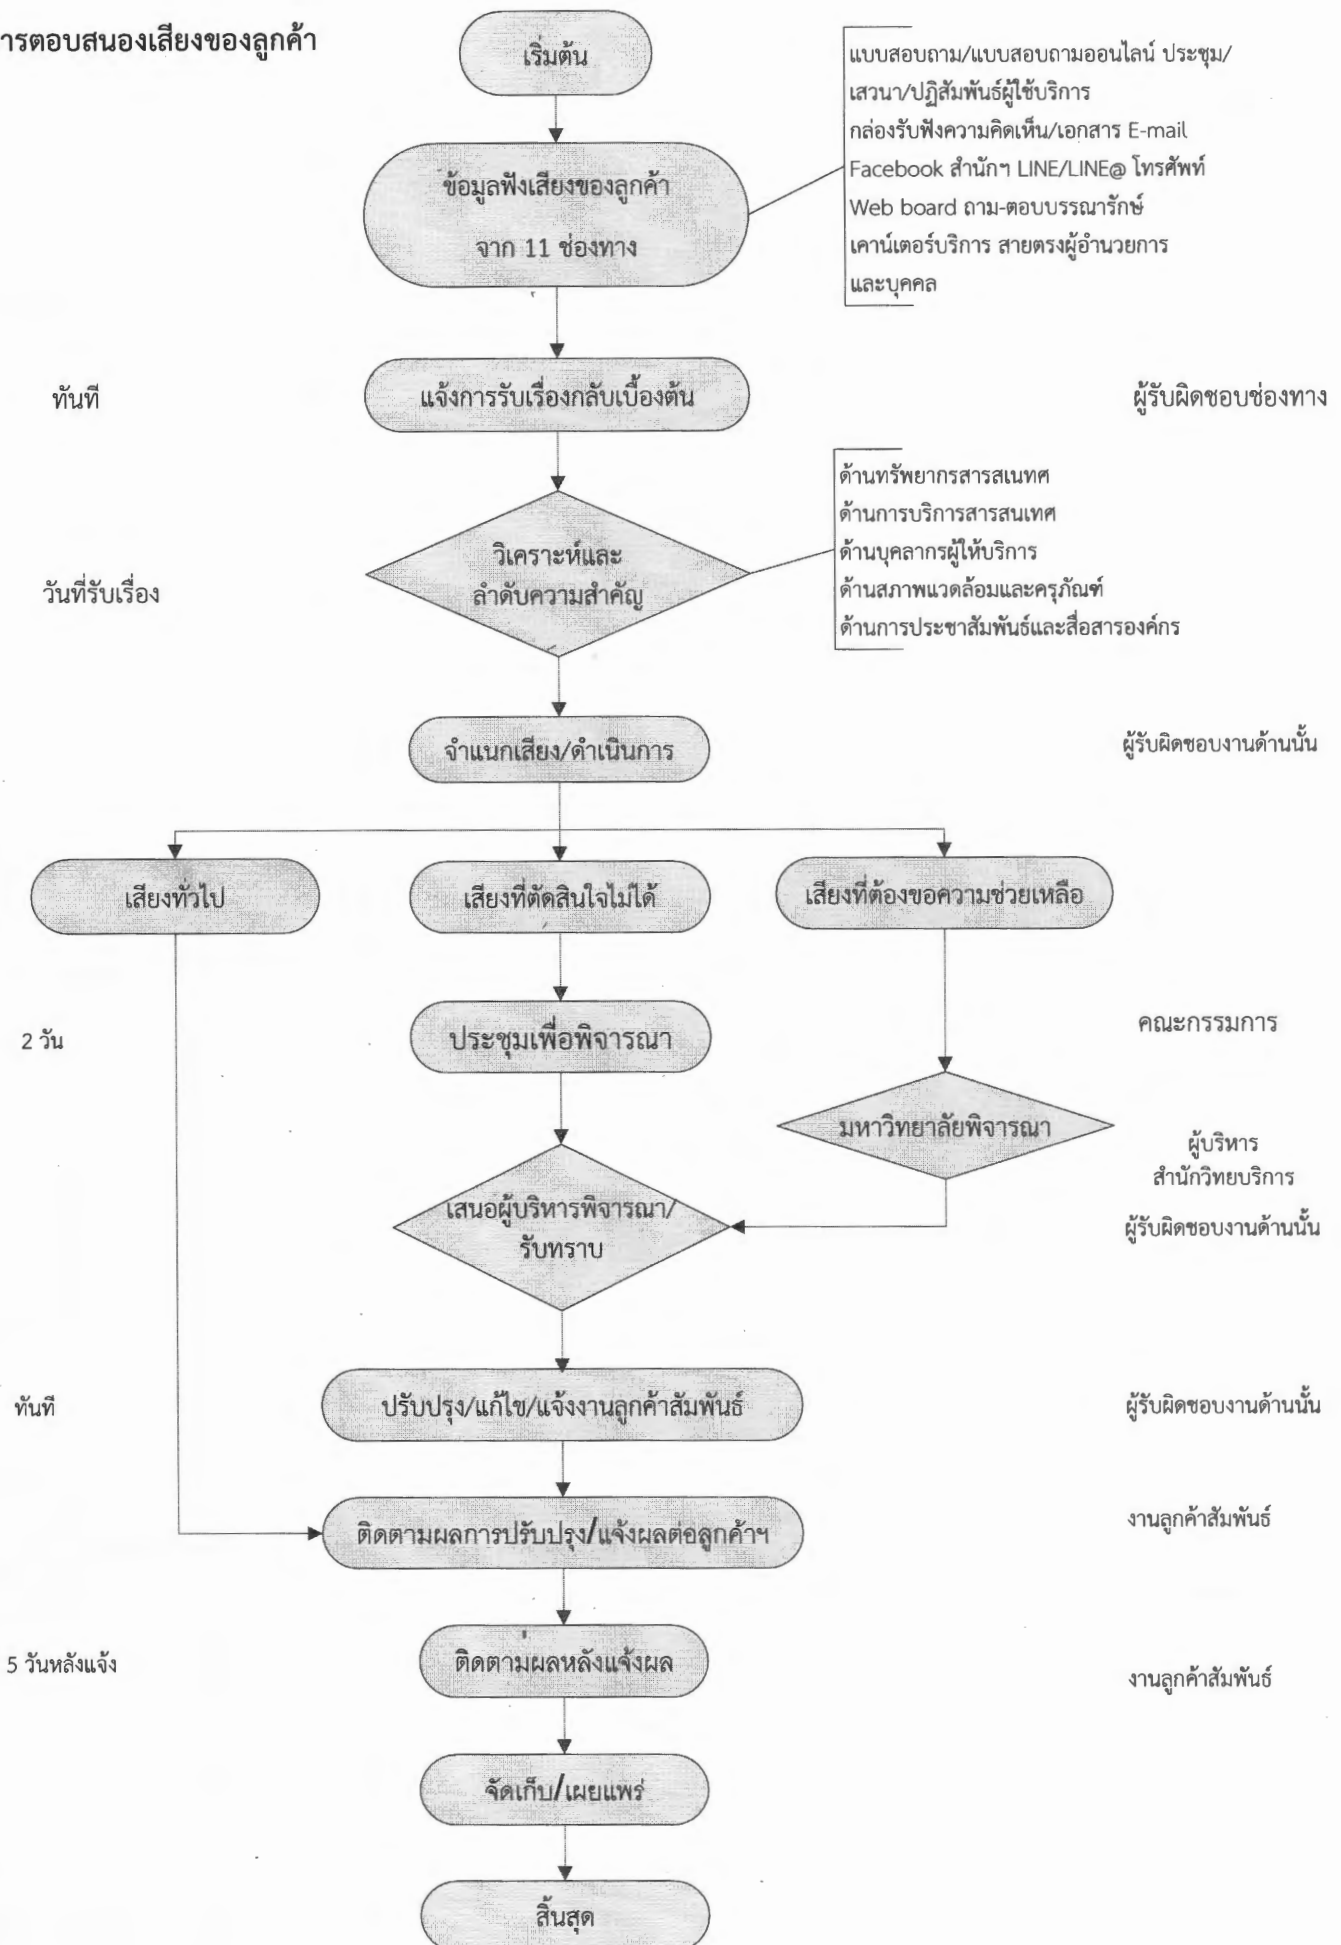 ารตอบสนองเสียงของลูกค้า
เริ่มต้น
แบบสอบถาม/แบบสอบถามออนไลน์ ประชุม/
เสวนา/ปฏิสัมพันธ์ผู้ใช้บริการ
กล่องรับฟังความคิดเห็น/เอกสาร E-mail
Facebook สำนักฯ LINE/LINE@ โทรศัพท์
Web board ถาม-ตอบบรรณารักษ์
เคาน์เตอร์บริการ สายตรงผู้อำนวยการ
และบุคคล
ข้อมูลฟังเสียงของลูกค้า
จาก 11 ช่องทาง
ทันที
แจ้งการรับเรื่องกลับเบื้องต้น
ผู้รับผิดชอบช่องทาง
วันที่รับเรื่อง
วิเคราะห์และ
ลำดับความสำคัญ
ด้านทรัพยากรสารสเนทศ
ด้านการบริการสารสนเทศ
ด้านบุคลากรผู้ให้บริการ
ด้านสภาพแวดล้อมและครุภัณฑ์
ด้านการประชาสัมพันธ์และสื่อสารองค์กร
จำแนกเสียง/ดำเนินการ
ผู้รับผิดชอบงานด้านนั้น
เสียงทั่วไป
เสียงที่ตัดสินใจไม่ได้
เสียงที่ต้องขอความช่วยเหลือ
2 วัน
ประชุมเพื่อพิจารณา
คณะกรรมการ
มหาวิทยาลัยพิจารณา
ผู้บริหาร
สำนักวิทยบริการ
เสนอผู้บริหารพิจารณา/
รับทราบ
ผู้รับผิดชอบงานด้านนั้น
ทันที
ปรับปรุง/แก้ไข/แจ้งงานลูกค้าสัมพันธ์
ผู้รับผิดชอบงานด้านนั้น
ติดตามผลการปรับปรุง/แจ้งผลต่อลูกค้าฯ
งานลูกค้าสัมพันธ์
5 วันหลังแจ้ง
ติดตามผลหลังแจ้งผล
งานลูกค้าสัมพันธ์
จัดเก็บ/เผยแพร่
สิ้นสุด